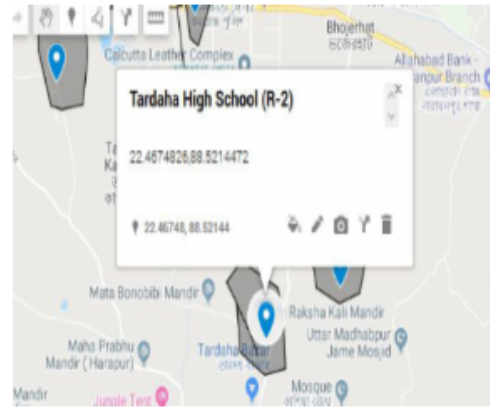 Bhojerhat
Calcutta Leather Complex
Allahabad Bank -
anpur Branch
Tardaha High School (R-2)
22.4674826,88.5214472
22.46748, 88.52144
Mata Bonobibi Mandir
Raksha Kali Mandir
Uttar Madhabpur
Jame Mosjid
Maha Prabhu
Mandir ( Harapur)
Tardaha Bazar
Mandir
Jungle Tent
Mosque